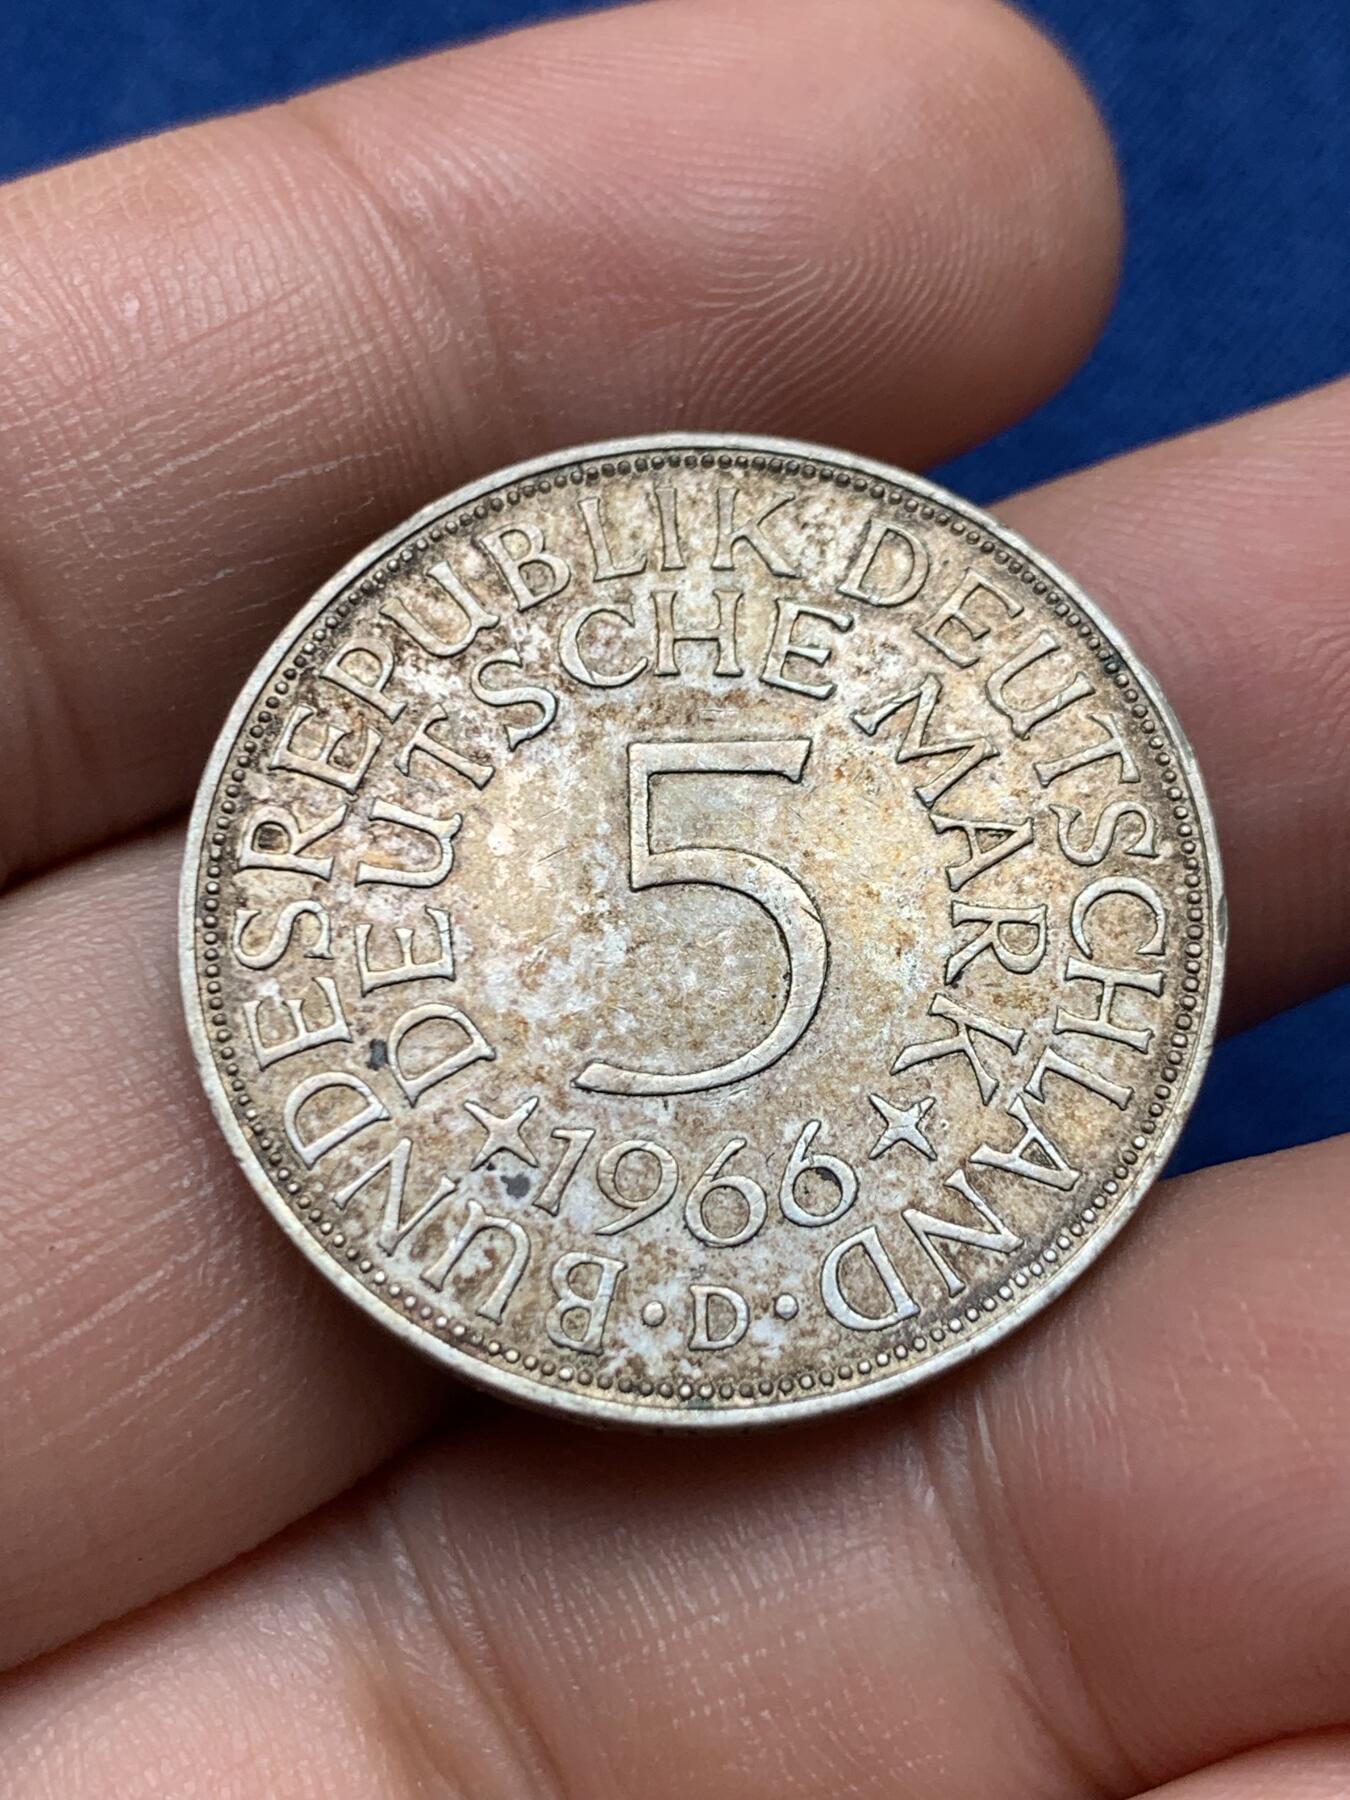 BUNDESREPUBLIK DEUTSCHLAND
DEUTSCHE MARK
5
1966
D